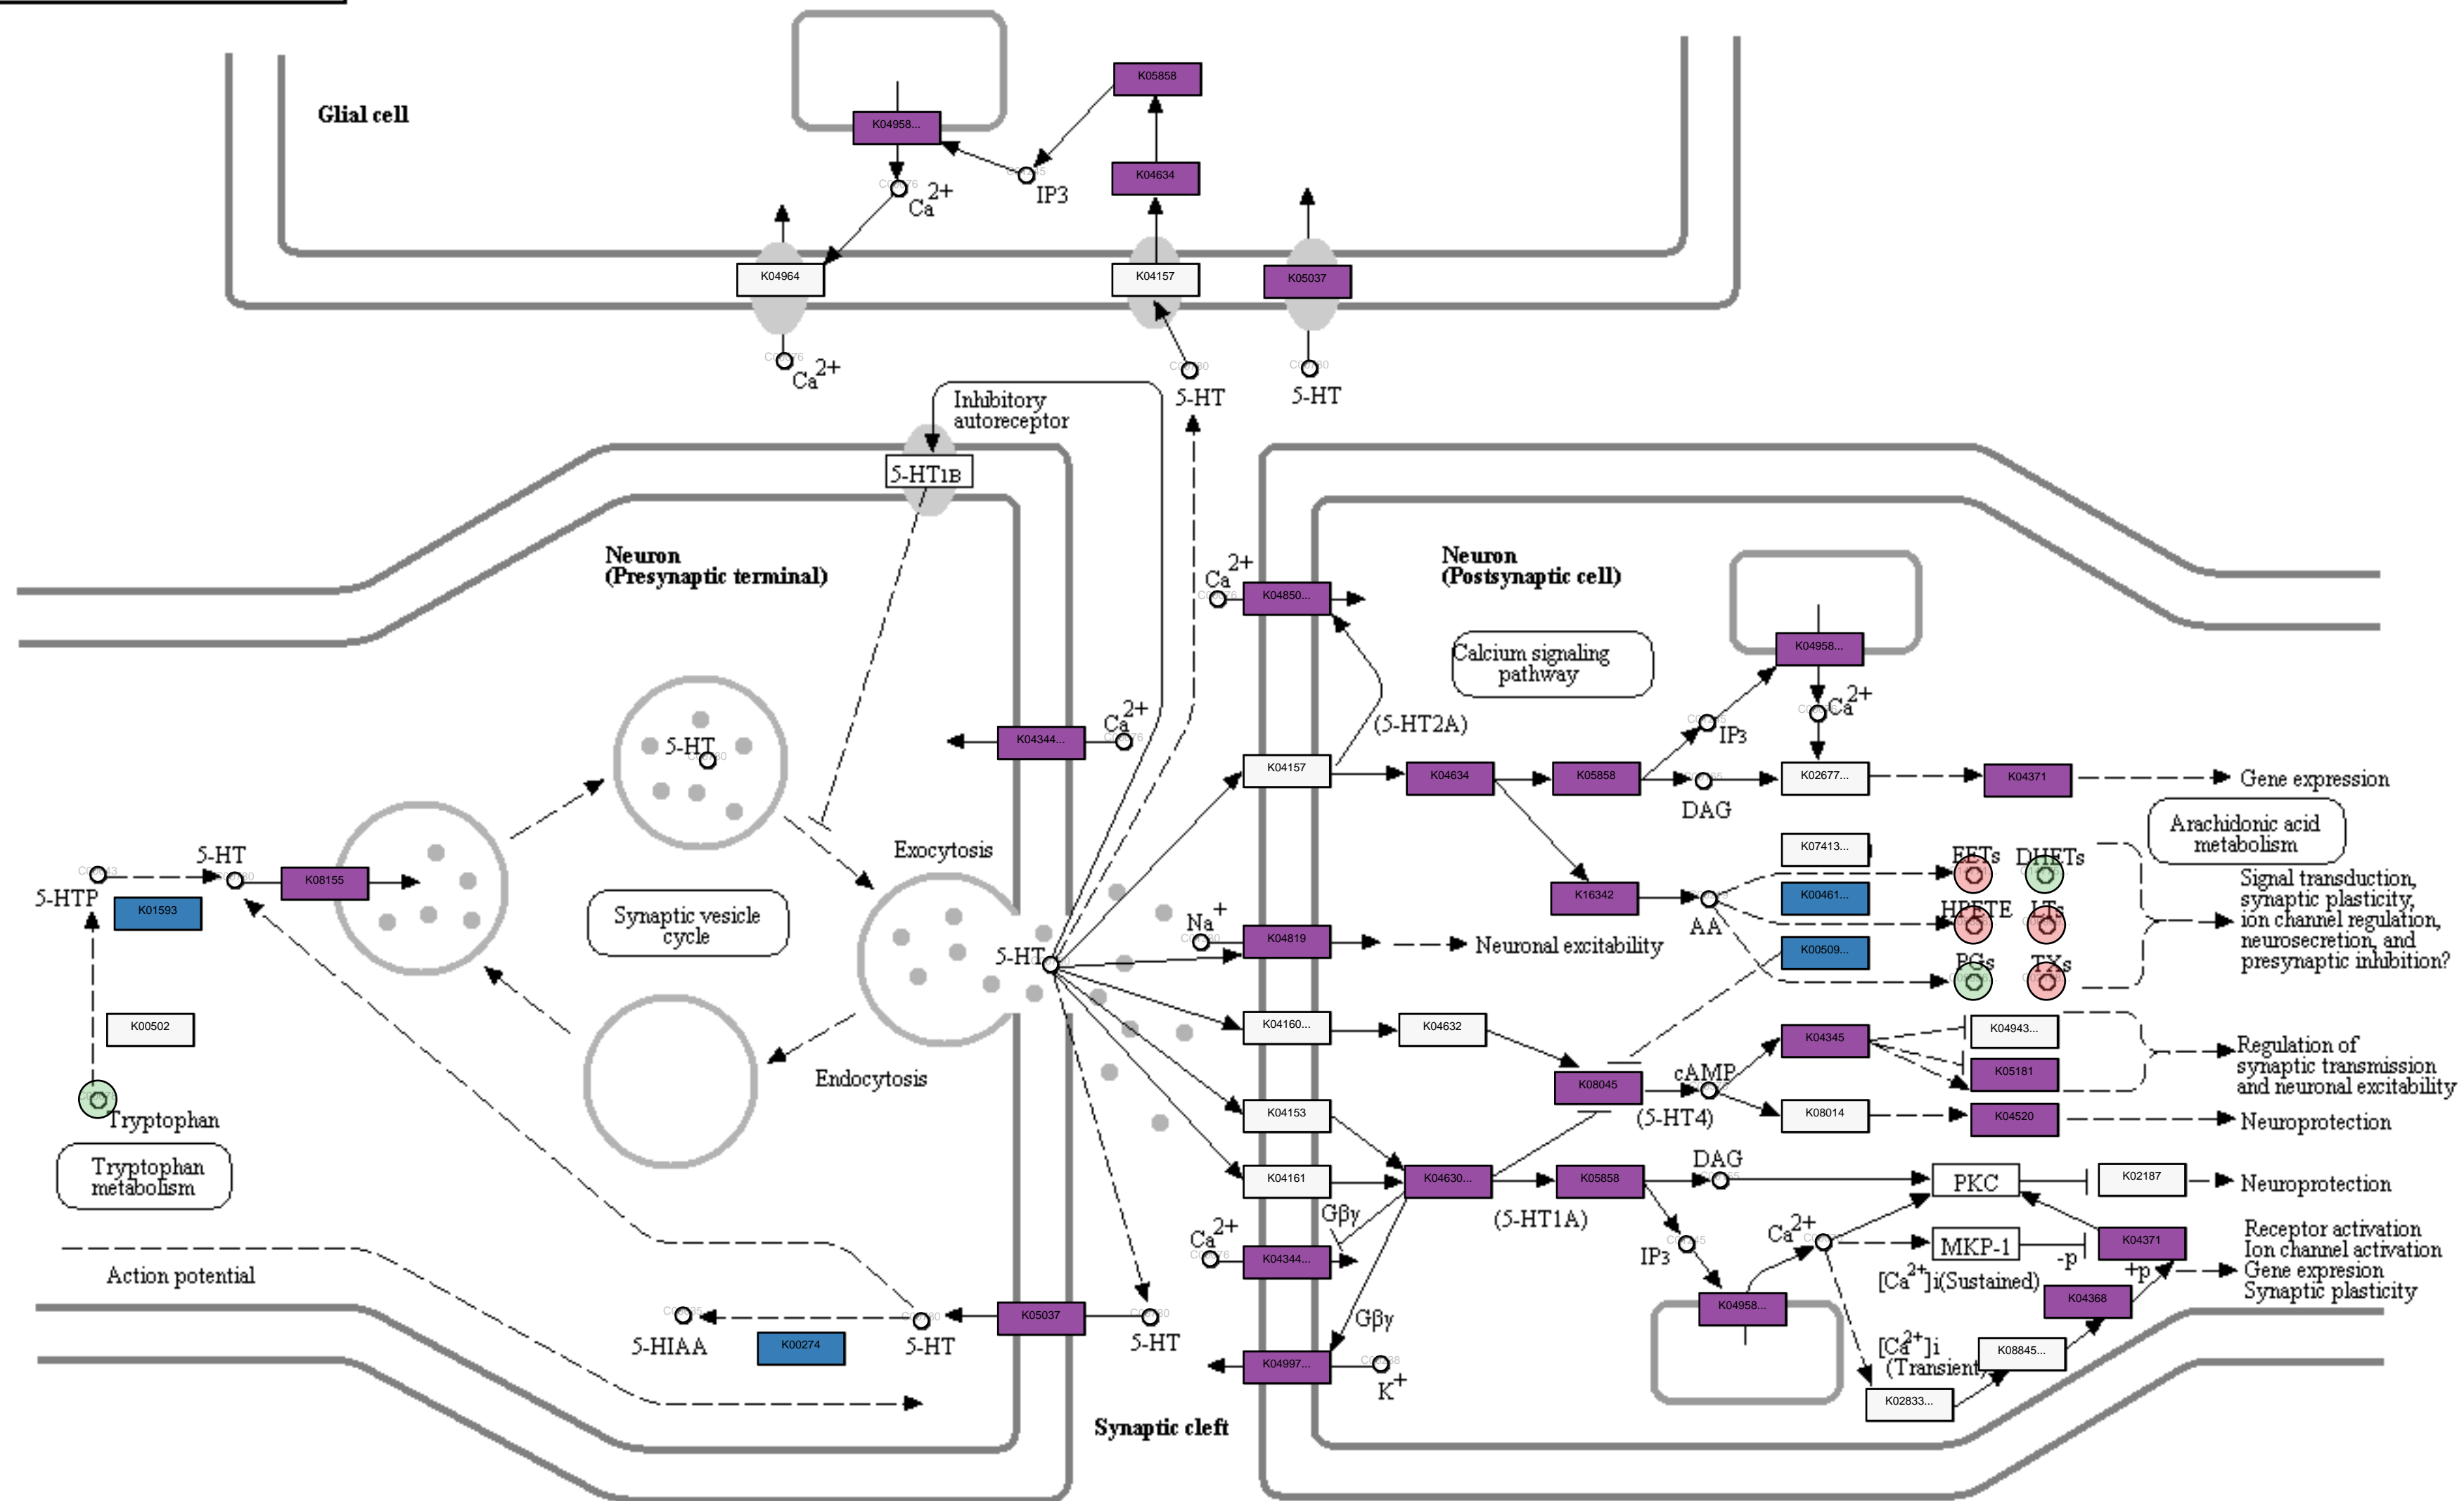 K05858
Glial cell
K04958...
K04634
IP3
Ca2+
K04964
K04157
K05037
Ca2+
5-HT
5-HT
Inhibitory
autoreceptor
5-HT1B
Neuron
(Presynaptic terminal)
Neuron
(Postsynaptic cell)
Ca2+
K04850...
Calcium signaling
pathway
K04958...
Ca2+
(5-HT2A)
IP3
5-HT
K04344...
Ca2+
K04157
K04634
K05858
DAG
K02677...
K04371
Gene expression
Arachidonic acid
metabolism
5-HT
5-HTP
K08155
K01593
Synaptic vesicle
cycle
Exocytosis
K07413...
EETs
DHETs
K16342
AA
K00461...
HPETE
LTs
K00509...
PGs
TXs
Signal transduction,
synaptic plasticity,
ion channel regulation,
neurosecretion, and
presynaptic inhibition?
Na+
K04819
Neuronal excitability
5-HT
K00502
K04160...
K04632
K04345
K04943...
K05181
Regulation of
synaptic transmission
and neuronal excitability
Endocytosis
K08045
cAMP
(5-HT4)
K08014
K04520
Neuroprotection
Tryptophan
Tryptophan
metabolism
K04153
K04161
K04630...
K05858
(5-HT1A)
DAG
PKC
K02187
Neuroprotection
Gβγ
Ca2+
K04344...
IP3
Ca2+
MKP-1
-p
K04371
[Ca2+]i(Sustained)
+p
K04368
Receptor activation
Ion channel activation
Gene expresion
Synaptic plasticity
Action potential
5-HIAA
K00274
5-HT
K05037
5-HT
Gβγ
K04958...
K04997...
K+
[Ca2+]i
(Transient)
K08845...
K02833...
Synaptic cleft